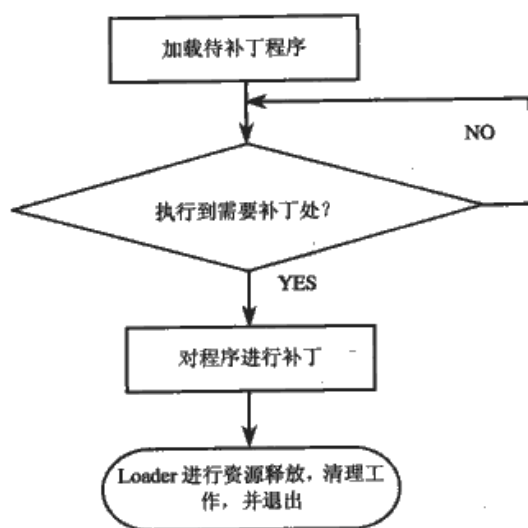 加载待补丁程序
NO
执行到需要补丁处?
YES
对程序进行补丁
Loader 进行资源释放，清理工
作，并退出